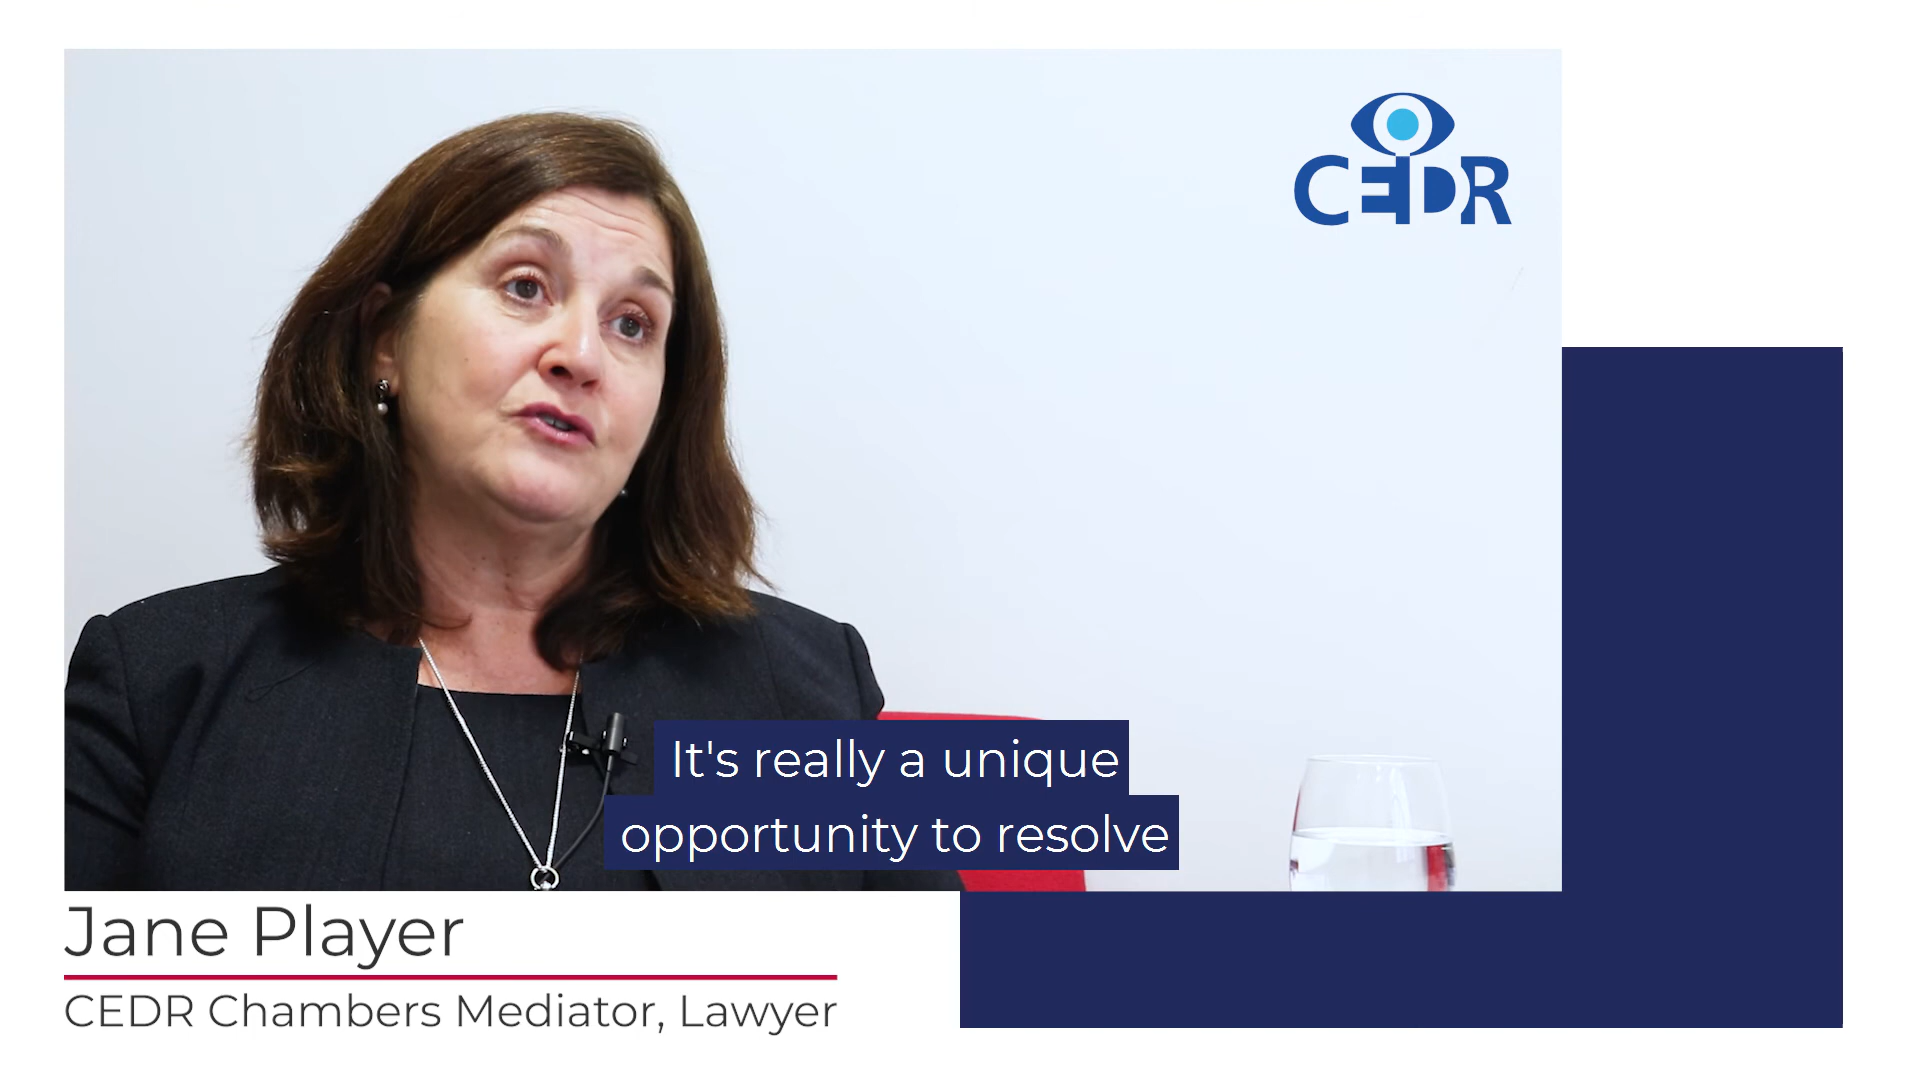 CEDR
It's really a unique
opportunity to resolve
Jane Player
CEDR Chambers Mediator, Lawyer